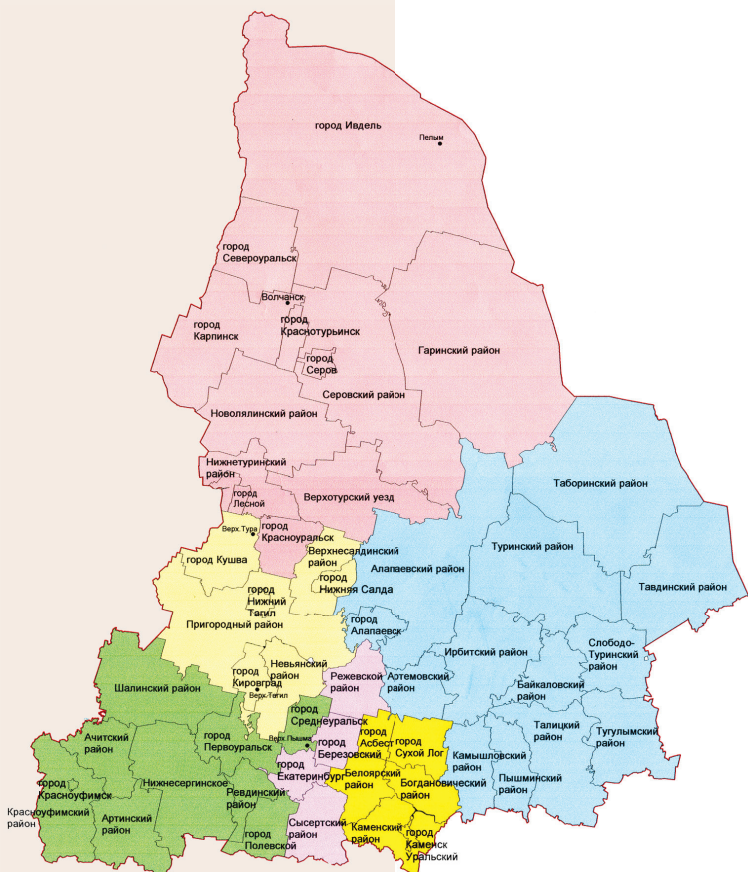 город Ивдель
Пелым
город
Североуральск
Волчанск
город
Карпинск
город
Краснотурьинск
Гаринский район
город
Серов
Серовский район
Новолялинский район
Нижнетуринский
район
город
Лесной
Верхотурский уезд
Таборинский район
Верх.Тура
город
Красноуральск
Верхнесалдинский
район
Туринский район
город Кушва
Алапаевский район
город
Нижняя Салда
Тавдинский район
город
Нижний
Тагил
Пригородный район
город
Алапаевск
Ирбитский район
Слободо-
Туринский
район
Невьянский
район
город
Кировград
Верх.Тагил
Режевской
район
Артемовский
район
Байкаловский
район
Шалинский район
город
Среднеуральск
Верх.Пышма
Талицкий
район
Тугулымский
район
Ачитский
район
город
Первоуральск
город
Березовский
город
Асбест
город
Сухой Лог
Камышловский
район
Пышминский
район
город
Екатеринбург
Белоярский
район
Богдановический
район
город
Красноуфимск
Нижнесергинское
Ревдинский
район
Красноуфимский
район
Артинский
район
город
Полевской
Сысертский
район
Каменский
район
город
Каменск
Уральский